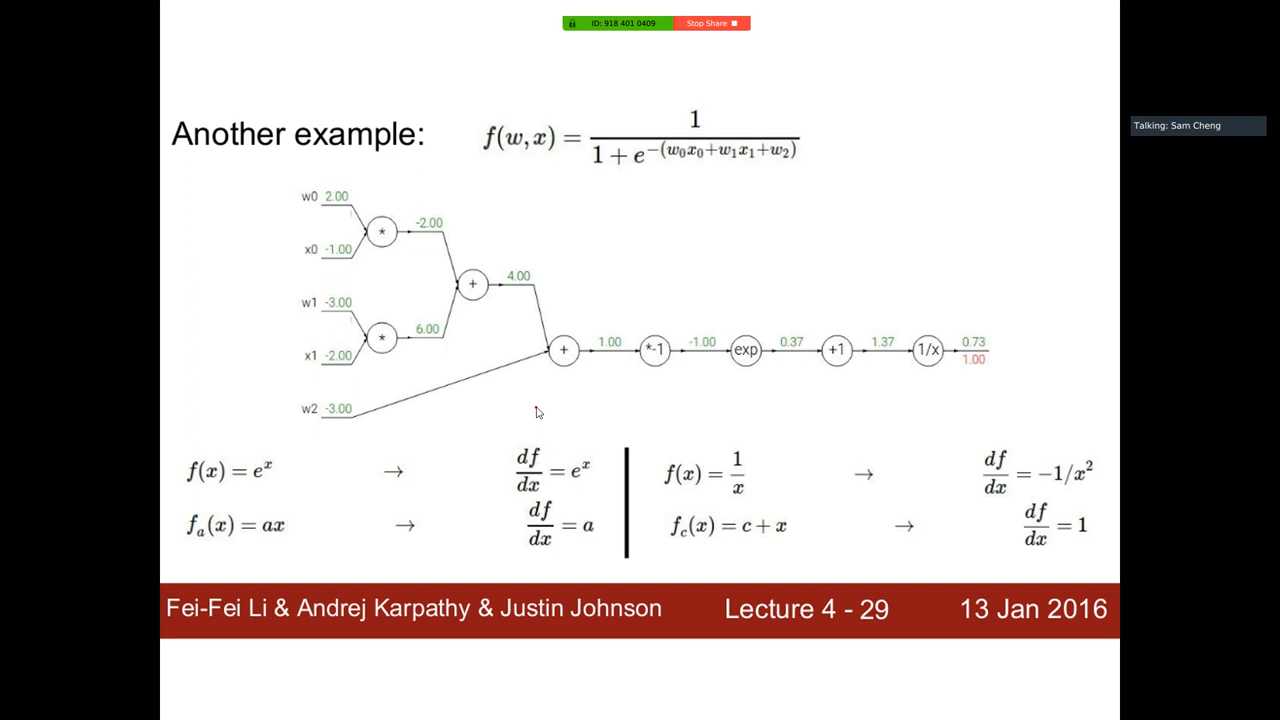 ID: 918 401 0409 Stop Share
Talking: Sam Cheng
Another example: f(w,x) = 1 / (1 + e^{-(w_0x_0+w_1x_1+w_2)})
w0 2.00
* -2.00
x0 -1.00
+ 4.00
w1 -3.00
* 6.00
x1 -2.00
+ 1.00 *-1 -1.00 exp 0.37 +1 1.37 1/x 0.73
1.00
w2 -3.00
f(x) = e^x → df/dx = e^x f(x) = 1/x → df/dx = -1/x^2
f_a(x) = ax → df/dx = a f_c(x) = c + x → df/dx = 1
Fei-Fei Li & Andrej Karpathy & Justin Johnson Lecture 4 - 29 13 Jan 2016